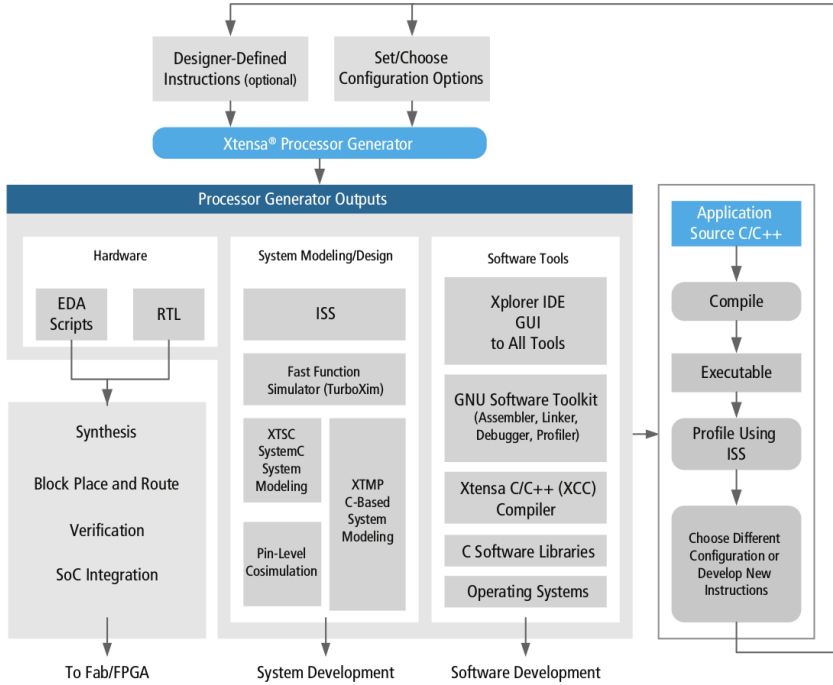 Designer-Defined
Instructions (optional)
Set/Choose
Configuration Options
Xtensa® Processor Generator
Processor Generator Outputs
Hardware
EDA
Scripts
RTL
Synthesis
Block Place and Route
Verification
SoC Integration
To Fab/FPGA
System Modeling/Design
ISS
Fast Function
Simulator (TurboXim)
XTSC
SystemC
System
Modeling
XTMP
C-Based
System
Modeling
Pin-Level
Cosimulation
System Development
Software Tools
Xplorer IDE
GUI
to All Tools
GNU Software Toolkit
(Assembler, Linker,
Debugger, Profiler)
Xtensa C/C++ (XCC)
Compiler
C Software Libraries
Operating Systems
Software Development
Application
Source C/C++
Compile
Executable
Profile Using
ISS
Choose Different
Configuration or
Develop New
Instructions